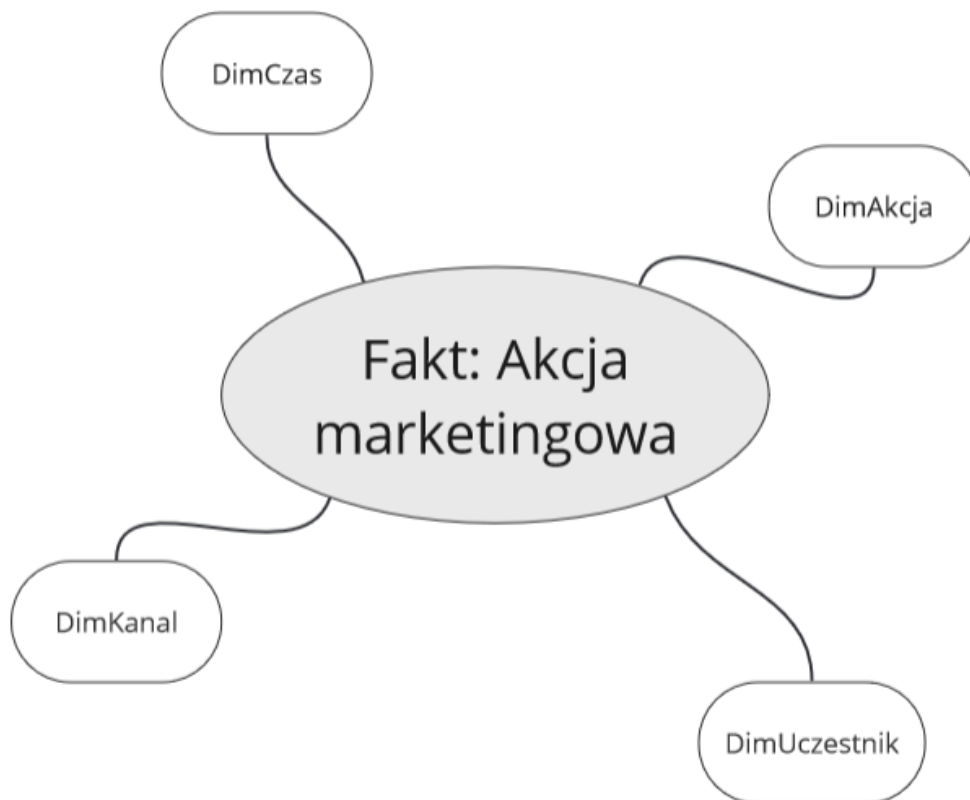 DimCzas
DimAkcja
Fakt: Akcja
marketingowa
DimKanal
DimUczestnik